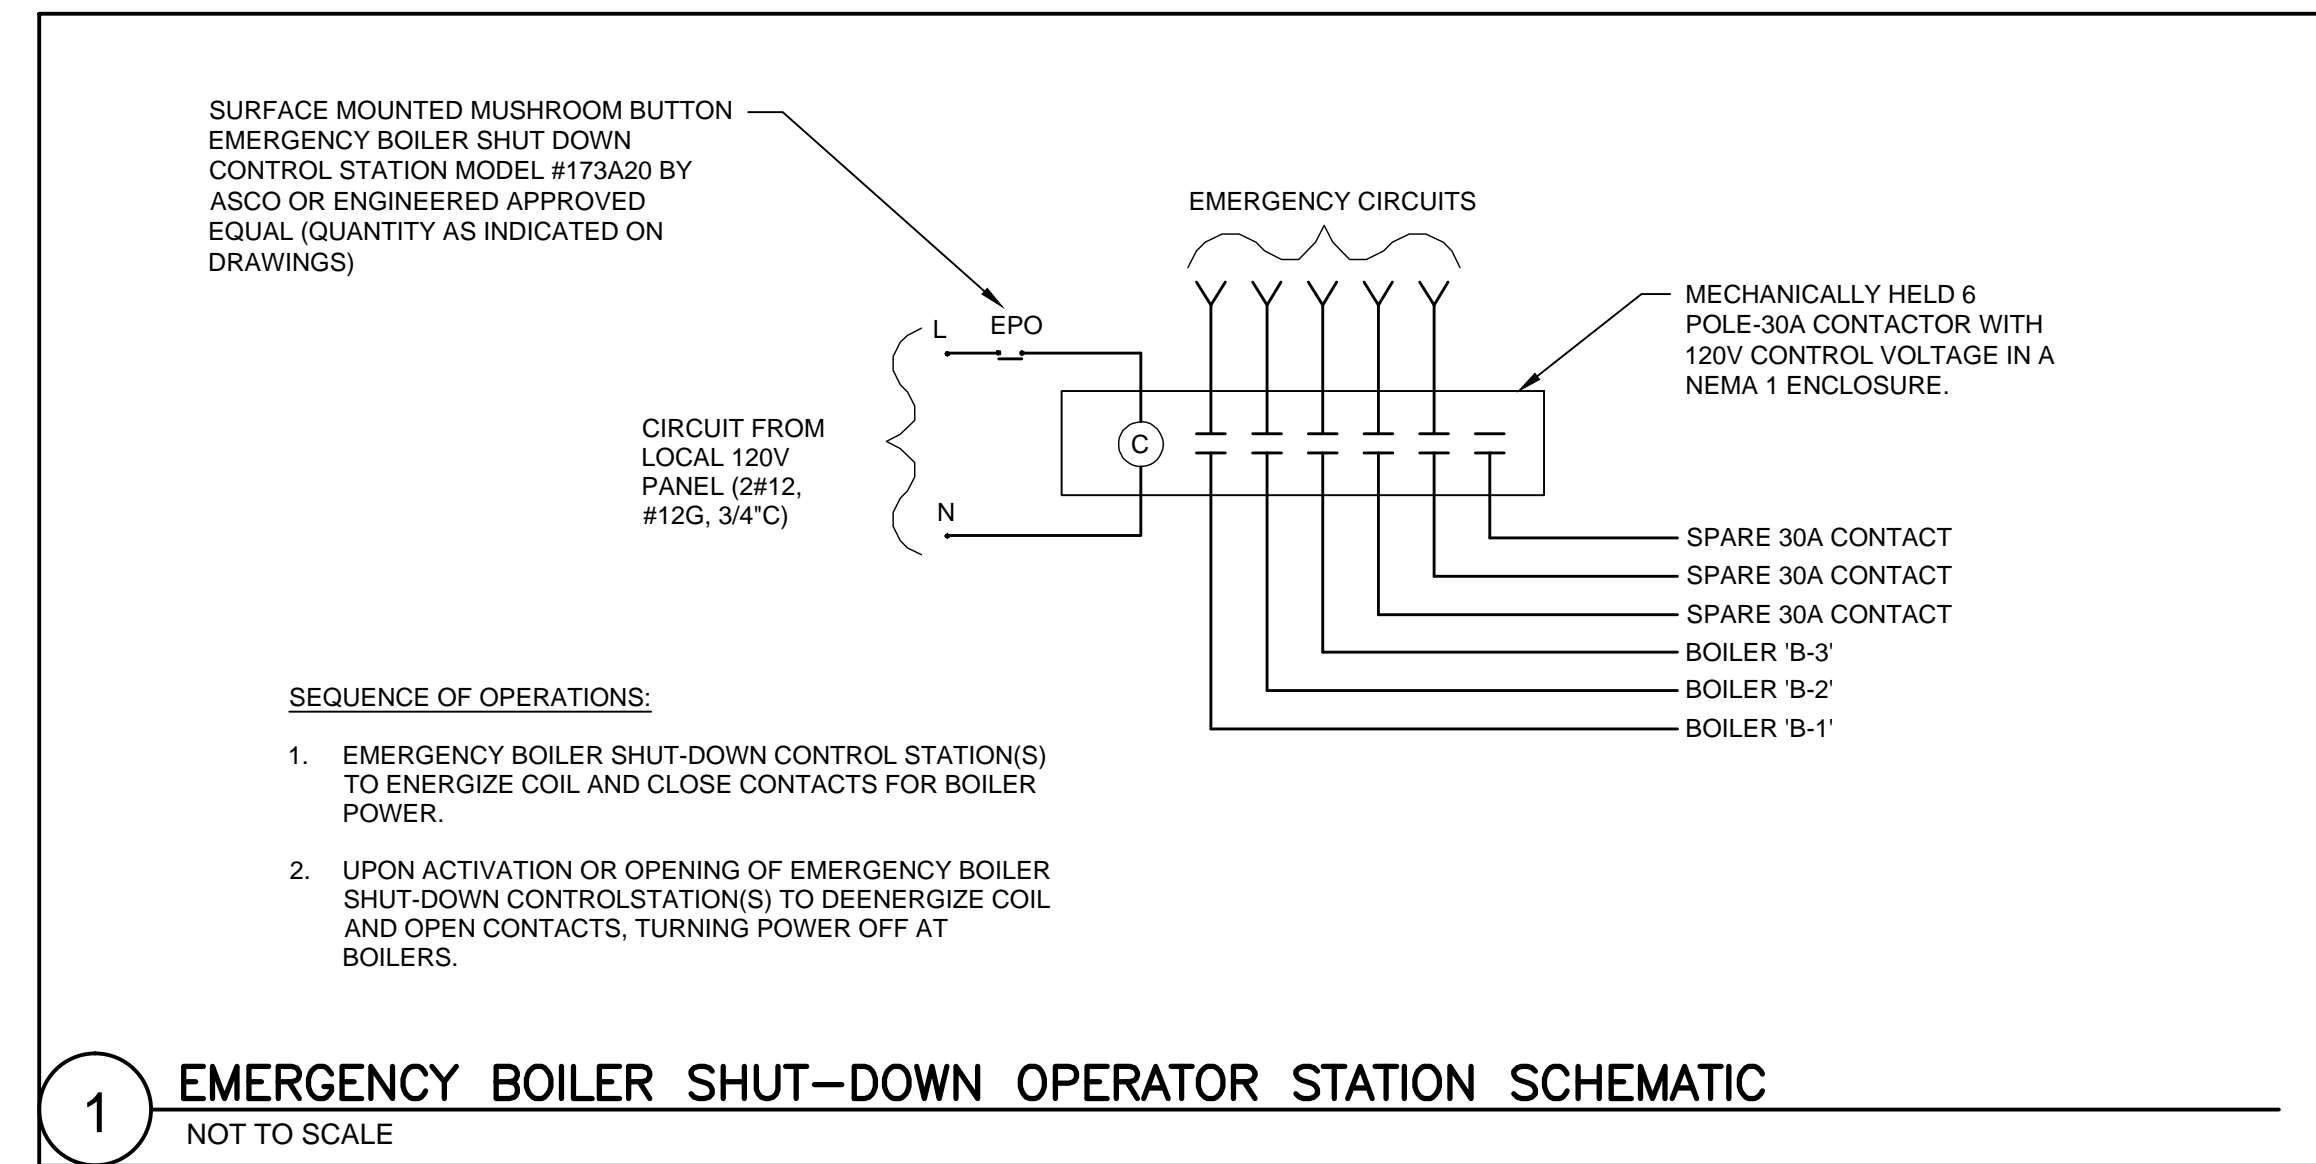 SURFACE MOUNTED MUSHROOM BUTTON
EMERGENCY BOILER SHUT DOWN
CONTROL STATION MODEL #173A20 BY
ASCO OR ENGINEERED APPROVED
EQUAL (QUANTITY AS INDICATED ON
DRAWINGS)
EMERGENCY CIRCUITS
MECHANICALLY HELD 6
POLE-30A CONTACTOR WITH
120V CONTROL VOLTAGE IN A
NEMA 1 ENCLOSURE.
L
EPO
CIRCUIT FROM
LOCAL 120V
PANEL (2#12,
#12G, 3/4"C)
C
N
SPARE 30A CONTACT
SPARE 30A CONTACT
SPARE 30A CONTACT
BOILER 'B-3'
BOILER 'B-2'
BOILER 'B-1'
SEQUENCE OF OPERATIONS:
1. EMERGENCY BOILER SHUT-DOWN CONTROL STATION(S)
TO ENERGIZE COIL AND CLOSE CONTACTS FOR BOILER
POWER.
2. UPON ACTIVATION OR OPENING OF EMERGENCY BOILER
SHUT-DOWN CONTROLSTATION(S) TO DEENERGIZE COIL
AND OPEN CONTACTS, TURNING POWER OFF AT
BOILERS.
1
EMERGENCY BOILER SHUT-DOWN OPERATOR STATION SCHEMATIC
NOT TO SCALE